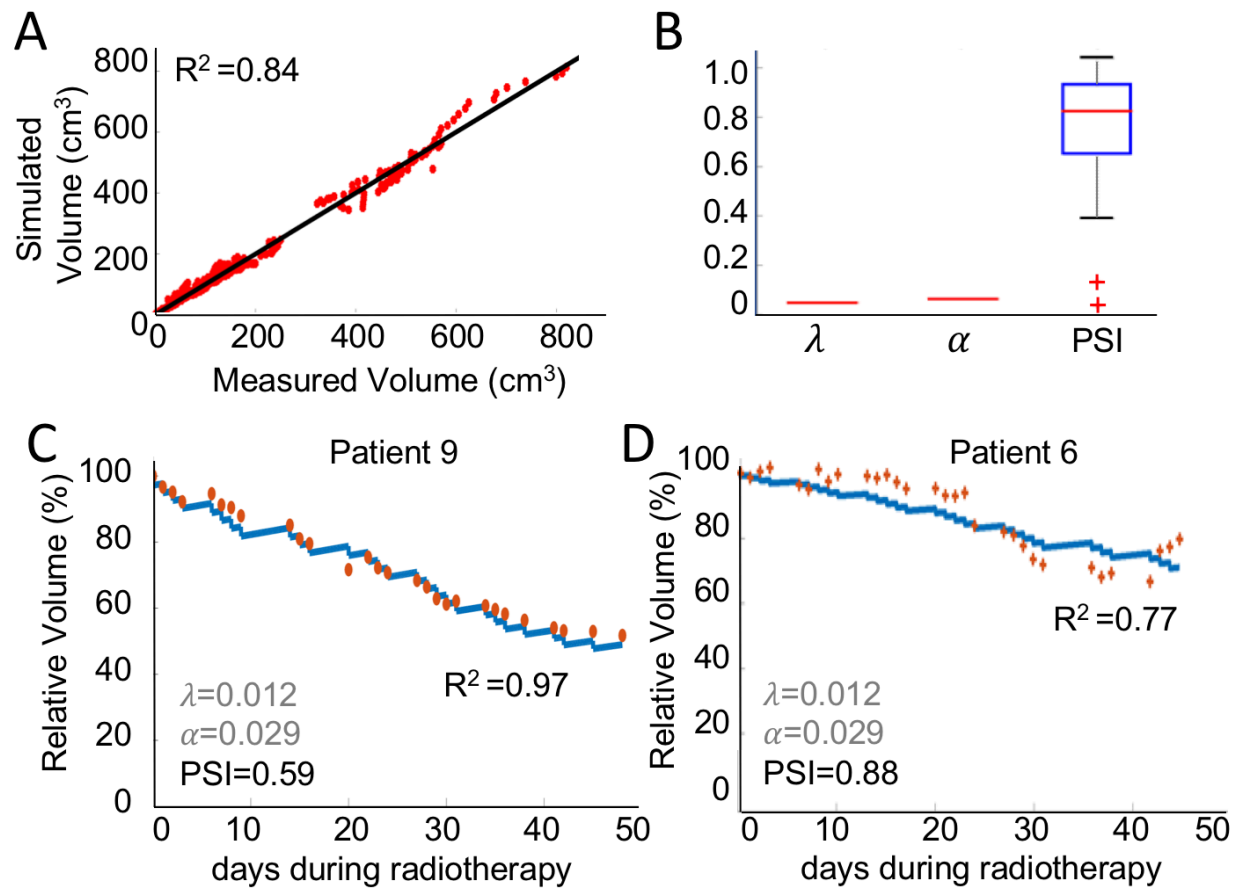 A
R² =0.84
Simulated
Volume (cm³)
800
600
400
200
0
0
200
400
600
800
Measured Volume (cm³)
B
1.0
0.8
0.6
0.4
0.2
0
λ
α
PSI
C
Patient 9
Relative Volume (%)
100
80
60
40
20
0
R² =0.97
λ=0.012
α=0.029
PSI=0.59
0
10
20
30
40
50
days during radiotherapy
D
Patient 6
Relative Volume (%)
100
80
60
40
20
0
R² =0.77
λ=0.012
α=0.029
PSI=0.88
0
10
20
30
40
50
days during radiotherapy